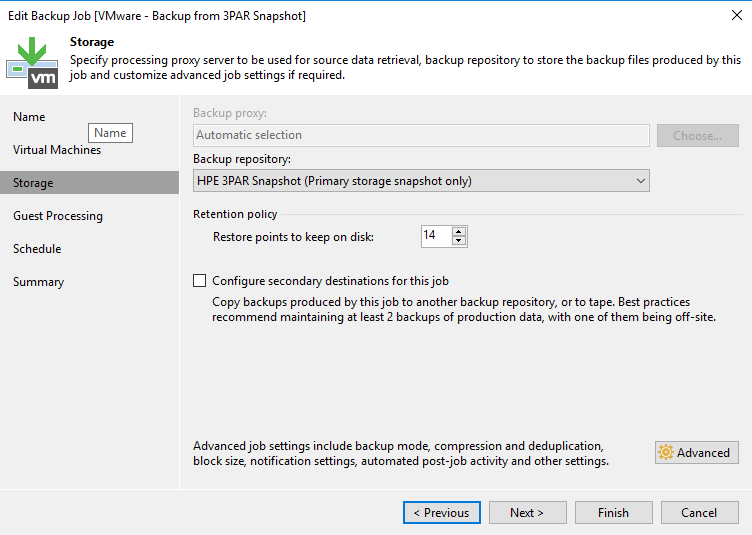 Edit Backup Job [VMware - Backup from 3PAR Snapshot]
Storage
Specify processing proxy server to be used for source data retrieval, backup repository to store the backup files produced by this
job and customize advanced job settings if required.
vm
Name
Name
Virtual Machines
Storage
Guest Processing
Schedule
Summary
Backup proxy:
Automatic selection
Choose...
Backup repository:
HPE 3PAR Snapshot (Primary storage snapshot only)
Retention policy
Restore points to keep on disk:
14
Configure secondary destinations for this job
Copy backups produced by this job to another backup repository, or to tape. Best practices
recommend maintaining at least 2 backups of production data, with one of them being off-site.
Advanced job settings include backup mode, compression and deduplication,
block size, notification settings, automated post-job activity and other settings.
Advanced
< Previous
Next >
Finish
Cancel